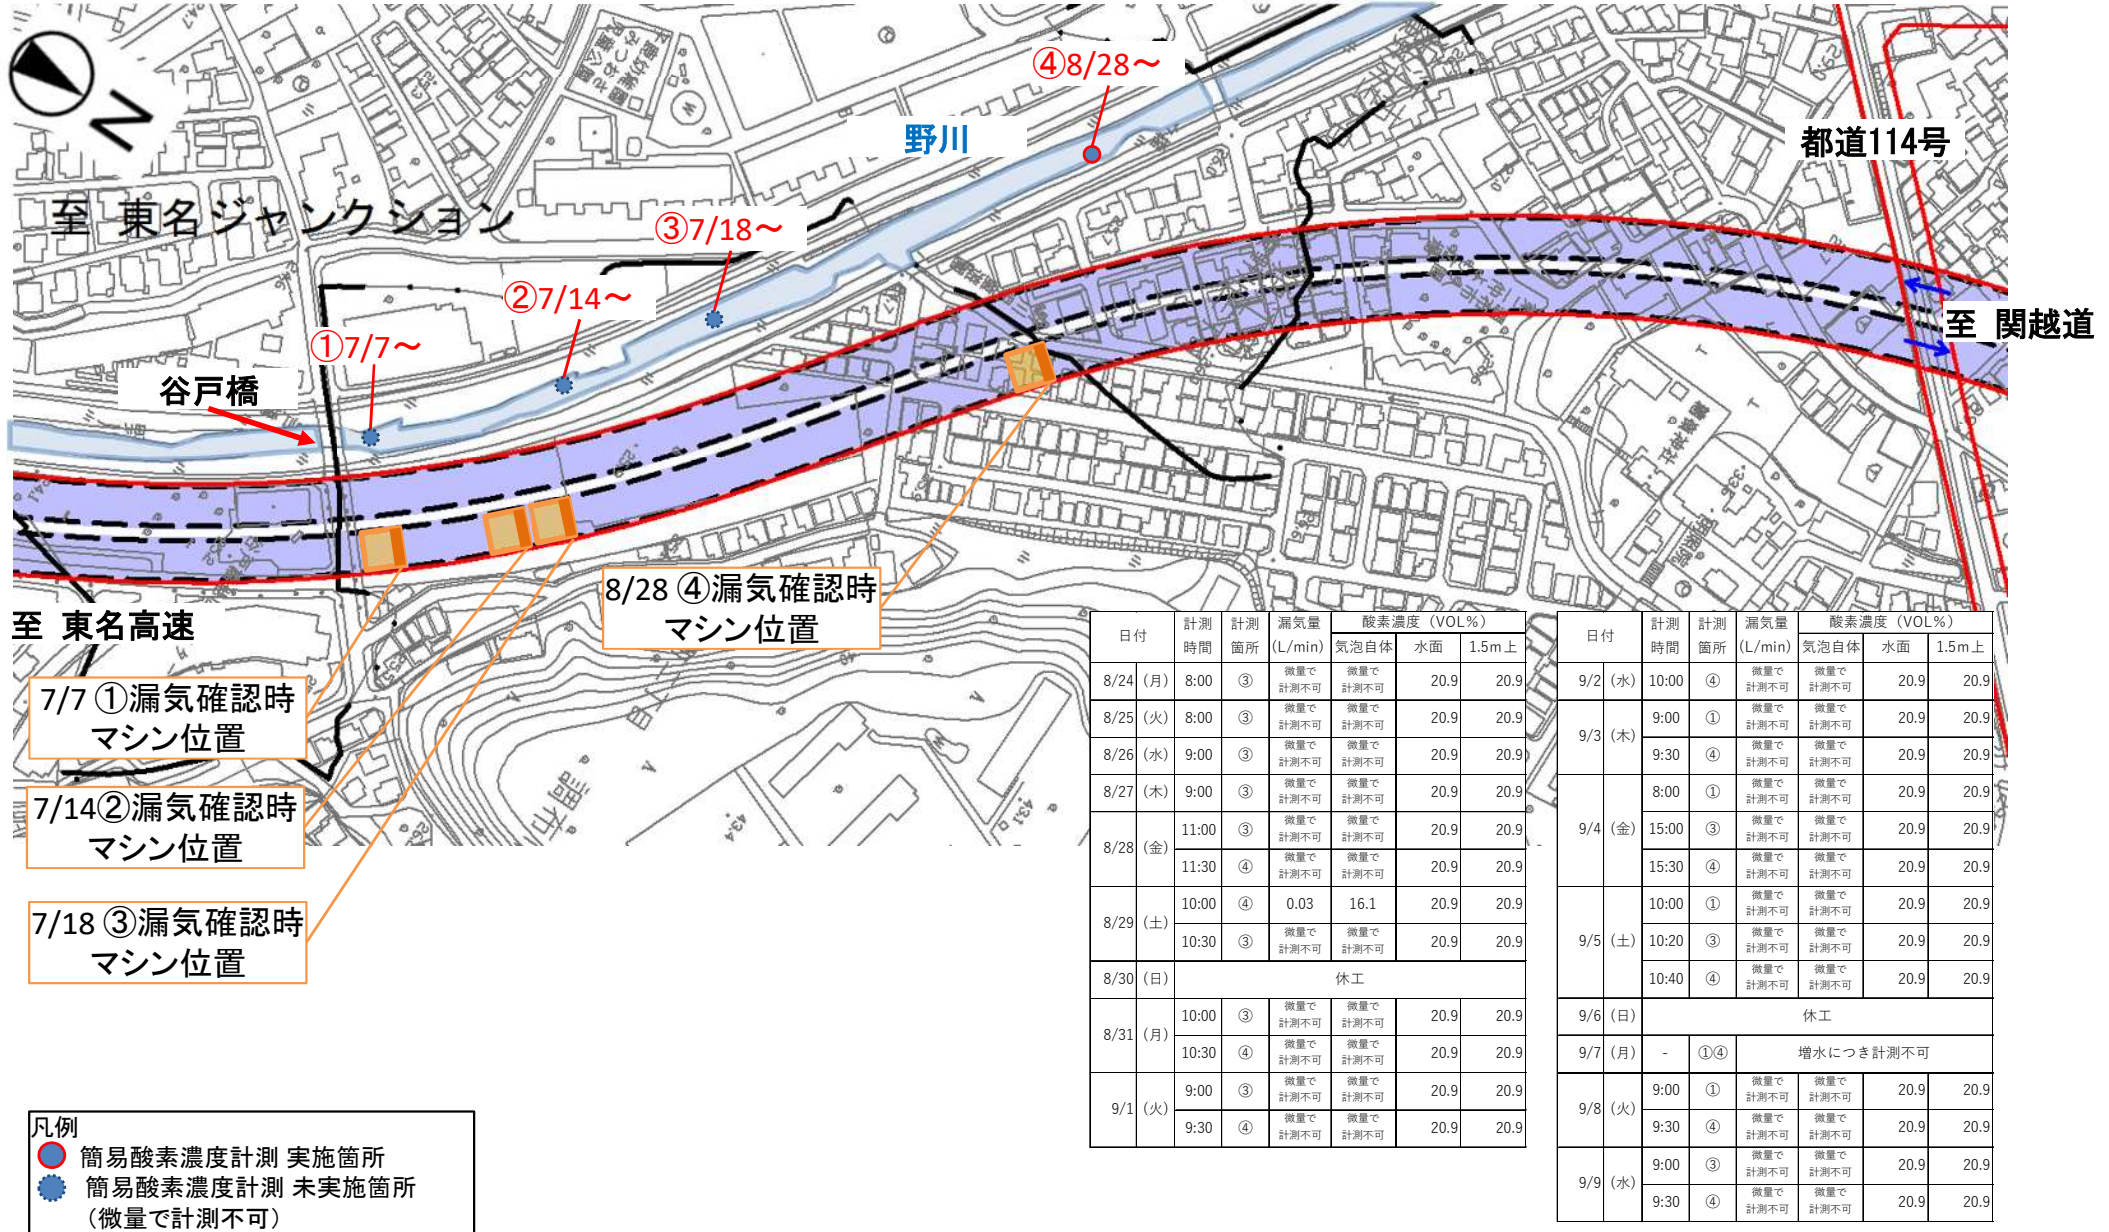 N
④8/28～
野川
都道114号
至 東名ジャンクション
③7/18～
②7/14～
①7/7～
谷戸橋
至 関越道
至 東名高速
8/28 ④漏気確認時
マシン位置
7/7 ①漏気確認時
マシン位置
7/14②漏気確認時
マシン位置
7/18 ③漏気確認時
マシン位置
日付 計測時間 計測箇所 漏気量(L/min) 酸素濃度（VOL%）
気泡自体 水面 1.5m上
8/24 (月) 8:00 ③ 微量で計測不可 微量で計測不可 20.9 20.9
8/25 (火) 8:00 ③ 微量で計測不可 微量で計測不可 20.9 20.9
8/26 (水) 9:00 ③ 微量で計測不可 微量で計測不可 20.9 20.9
8/27 (木) 9:00 ③ 微量で計測不可 微量で計測不可 20.9 20.9
8/28 (金) 11:00 ③ 微量で計測不可 微量で計測不可 20.9 20.9
11:30 ④ 微量で計測不可 微量で計測不可 20.9 20.9
8/29 (土) 10:00 ④ 0.03 16.1 20.9 20.9
10:30 ③ 微量で計測不可 微量で計測不可 20.9 20.9
8/30 (日) 休工
8/31 (月) 10:00 ③ 微量で計測不可 微量で計測不可 20.9 20.9
10:30 ④ 微量で計測不可 微量で計測不可 20.9 20.9
9/1 (火) 9:00 ③ 微量で計測不可 微量で計測不可 20.9 20.9
9:30 ④ 微量で計測不可 微量で計測不可 20.9 20.9
日付 計測時間 計測箇所 漏気量(L/min) 酸素濃度（VOL%）
気泡自体 水面 1.5m上
9/2 (水) 10:00 ④ 微量で計測不可 微量で計測不可 20.9 20.9
9/3 (木) 9:00 ① 微量で計測不可 微量で計測不可 20.9 20.9
9:30 ④ 微量で計測不可 微量で計測不可 20.9 20.9
9/4 (金) 8:00 ① 微量で計測不可 微量で計測不可 20.9 20.9
15:00 ③ 微量で計測不可 微量で計測不可 20.9 20.9
15:30 ④ 微量で計測不可 微量で計測不可 20.9 20.9
9/5 (土) 10:00 ① 微量で計測不可 微量で計測不可 20.9 20.9
10:20 ③ 微量で計測不可 微量で計測不可 20.9 20.9
10:40 ④ 微量で計測不可 微量で計測不可 20.9 20.9
9/6 (日) 休工
9/7 (月) - ①④ 増水につき計測不可
9/8 (火) 9:00 ① 微量で計測不可 微量で計測不可 20.9 20.9
9:30 ④ 微量で計測不可 微量で計測不可 20.9 20.9
9/9 (水) 9:00 ③ 微量で計測不可 微量で計測不可 20.9 20.9
9:30 ④ 微量で計測不可 微量で計測不可 20.9 20.9
凡例
簡易酸素濃度計測 実施箇所
簡易酸素濃度計測 未実施箇所
（微量で計測不可）